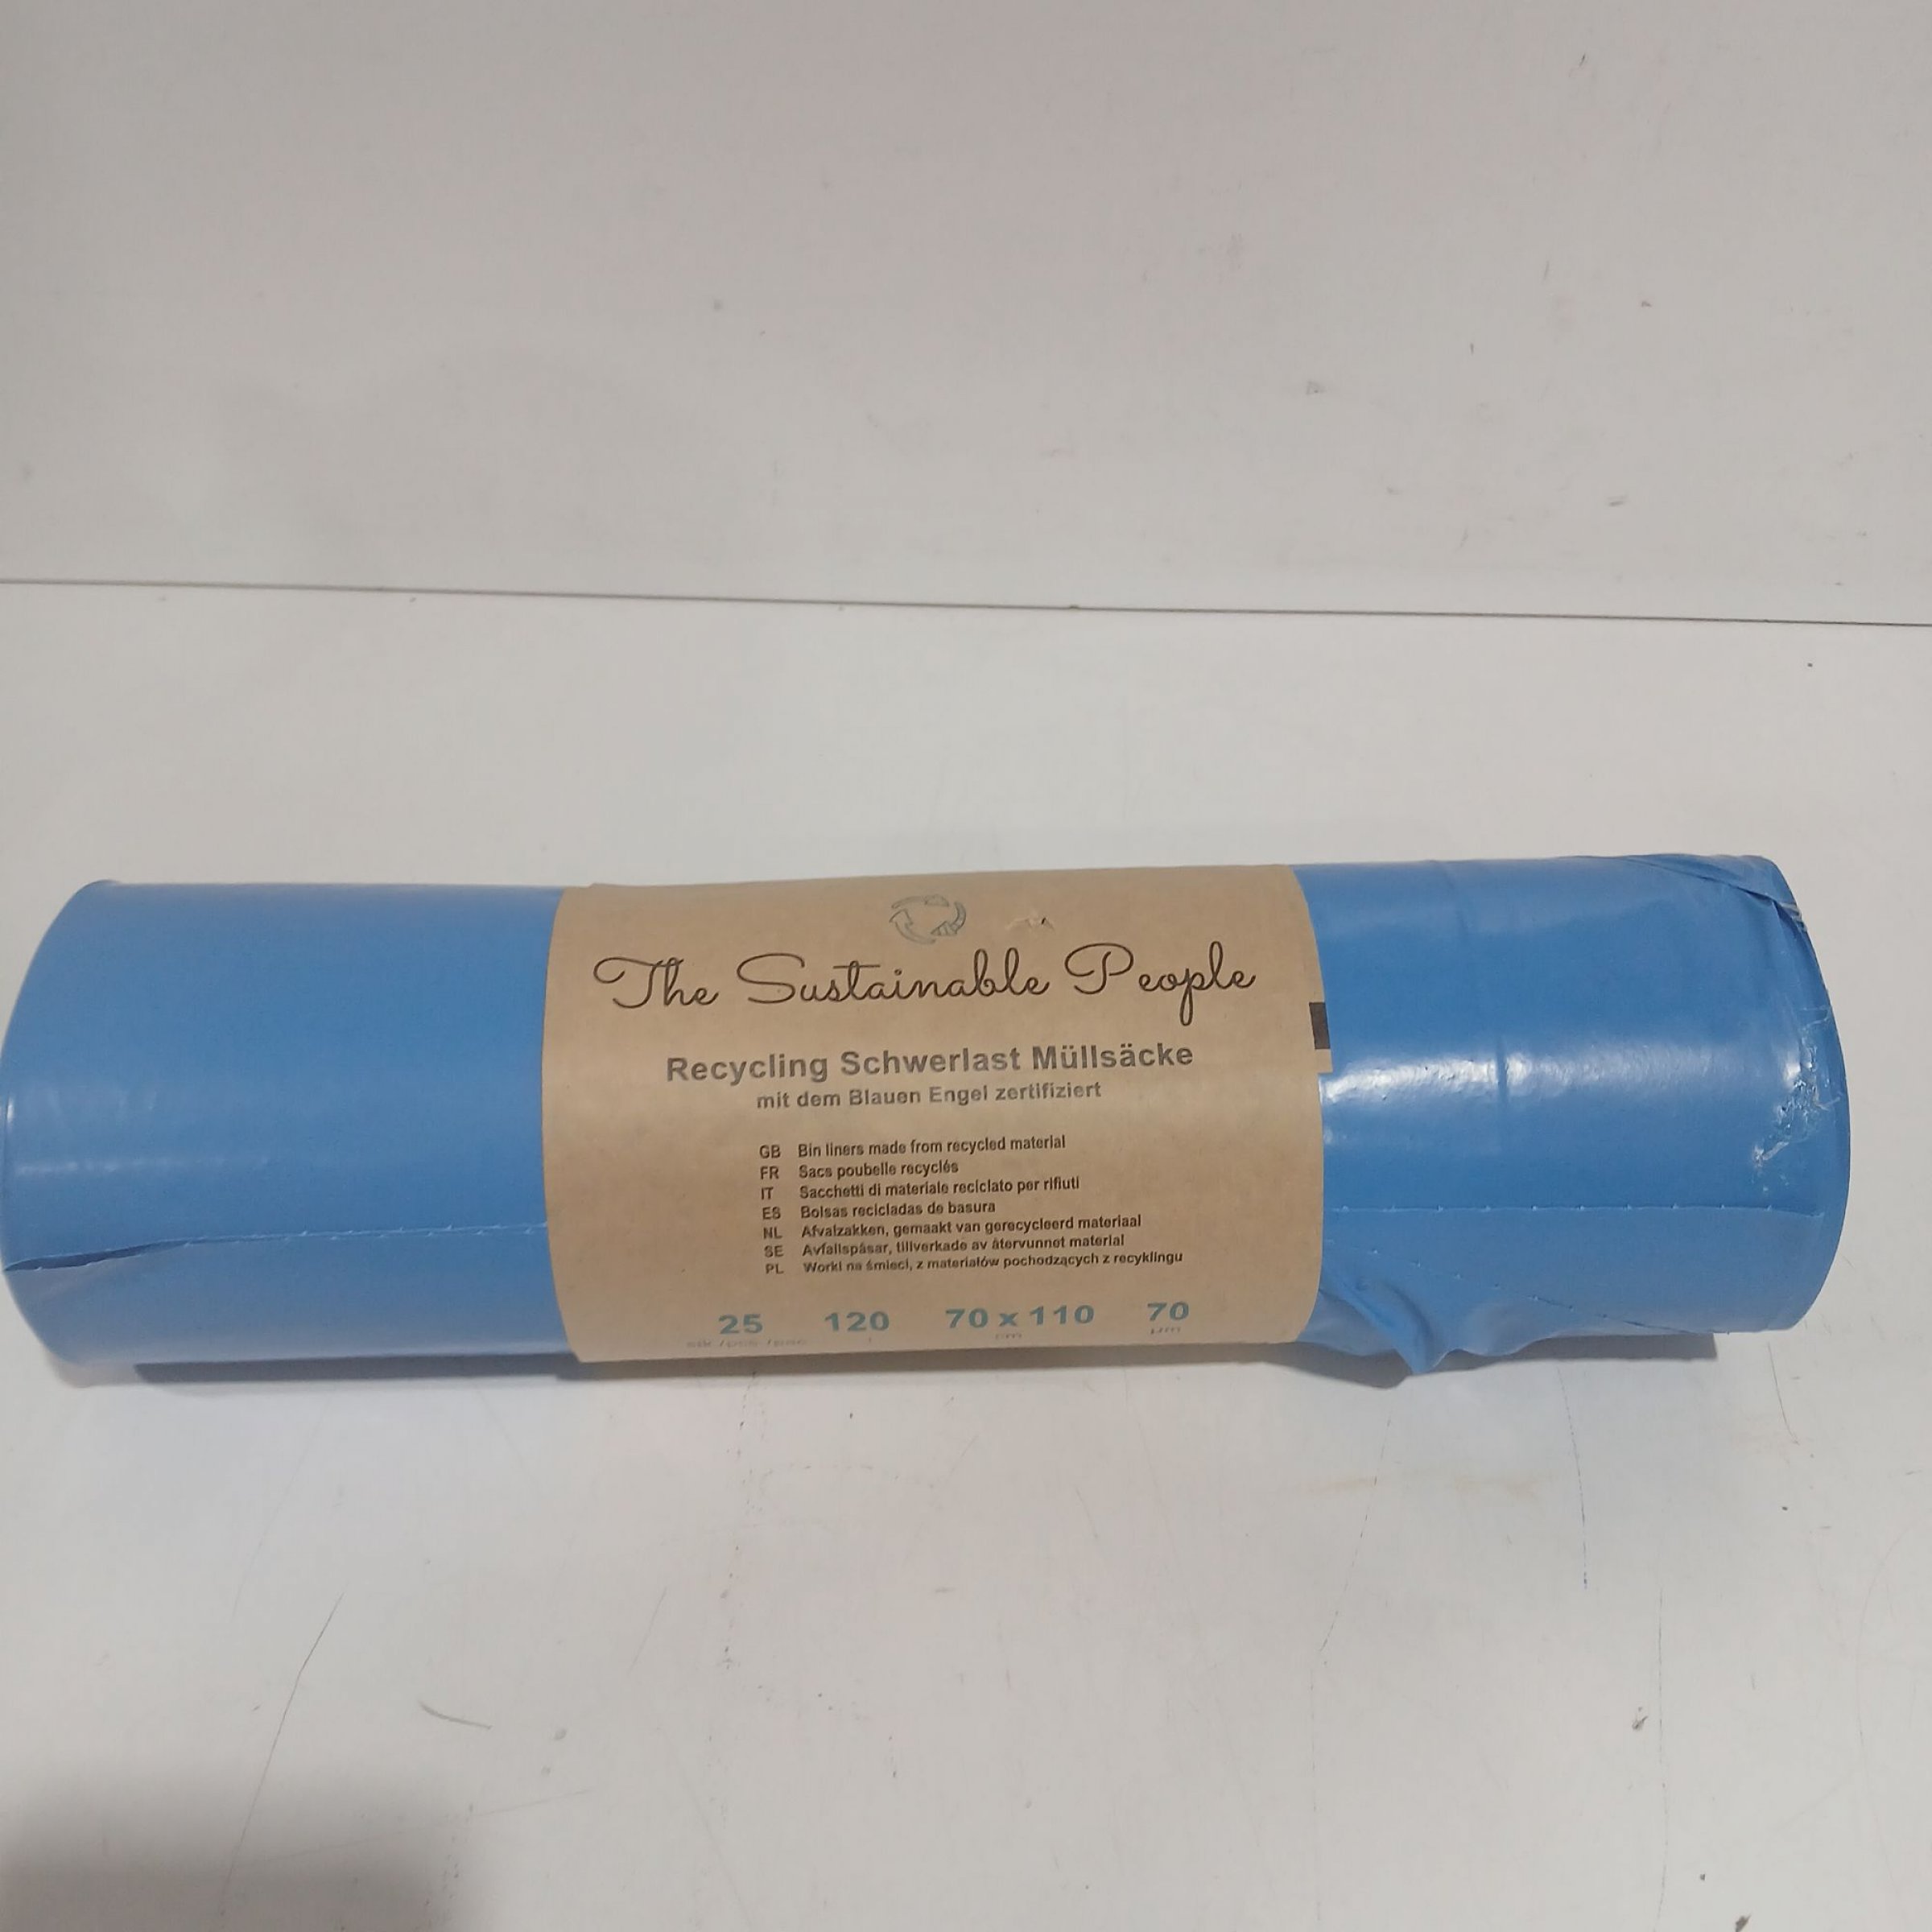 The Sustainable People
Recycling Schwerlast Müllsäcke
mit dem Blauen Engel zertifiziert
GB Bin liners made from recycled material
FR Sacs poubelle recyclés
IT Sacchetti di materiale reciclato per rifiuti
ES Bolsas recicladas de basura
NL Afvalzakken, gemaakt van gerecycleerd materiaal
SE Avfallspåsar, tillverkade av återvunnet material
PL Worki na śmieci, z materiałów pochodzących z recyklingu
25 120 70 x 110 70
cm µm